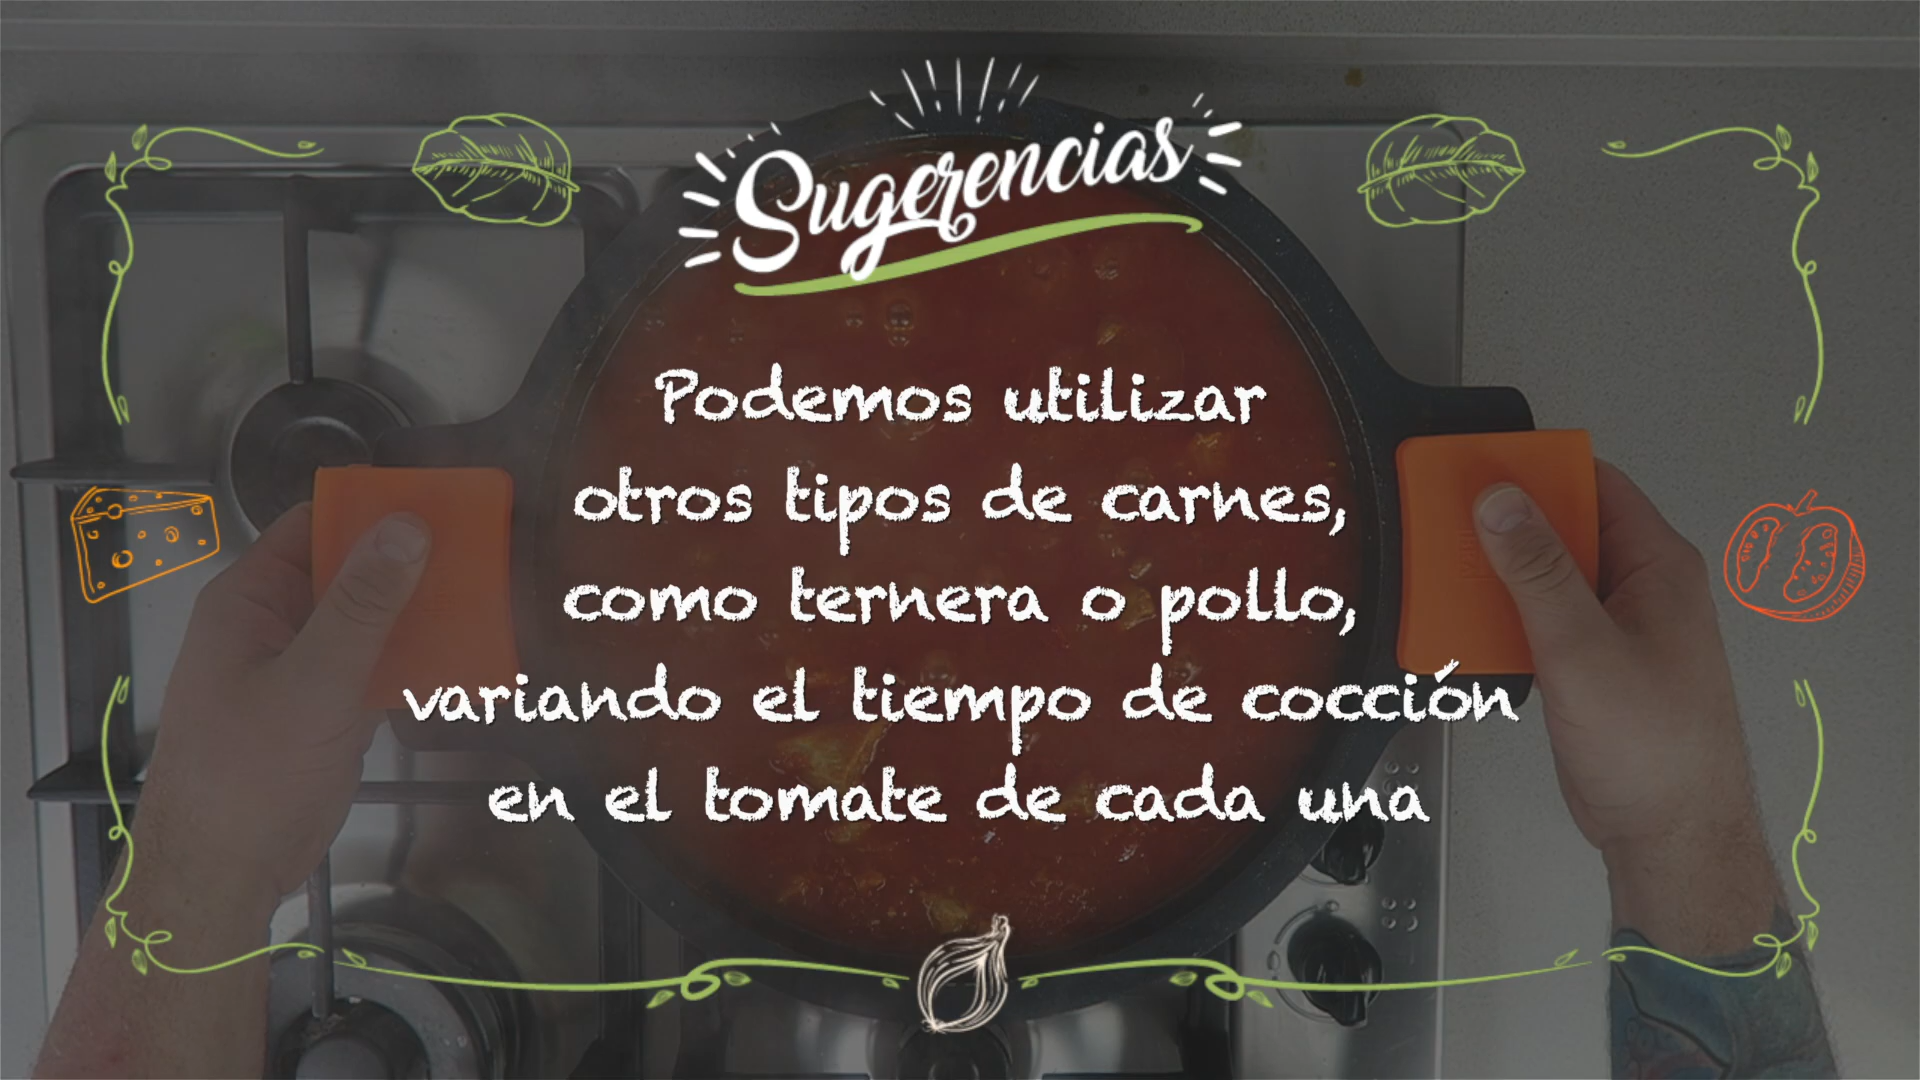 Sugerencias
Podemos utilizar
otros tipos de carnes,
como ternera o pollo,
variando el tiempo de cocción
en el tomate de cada una